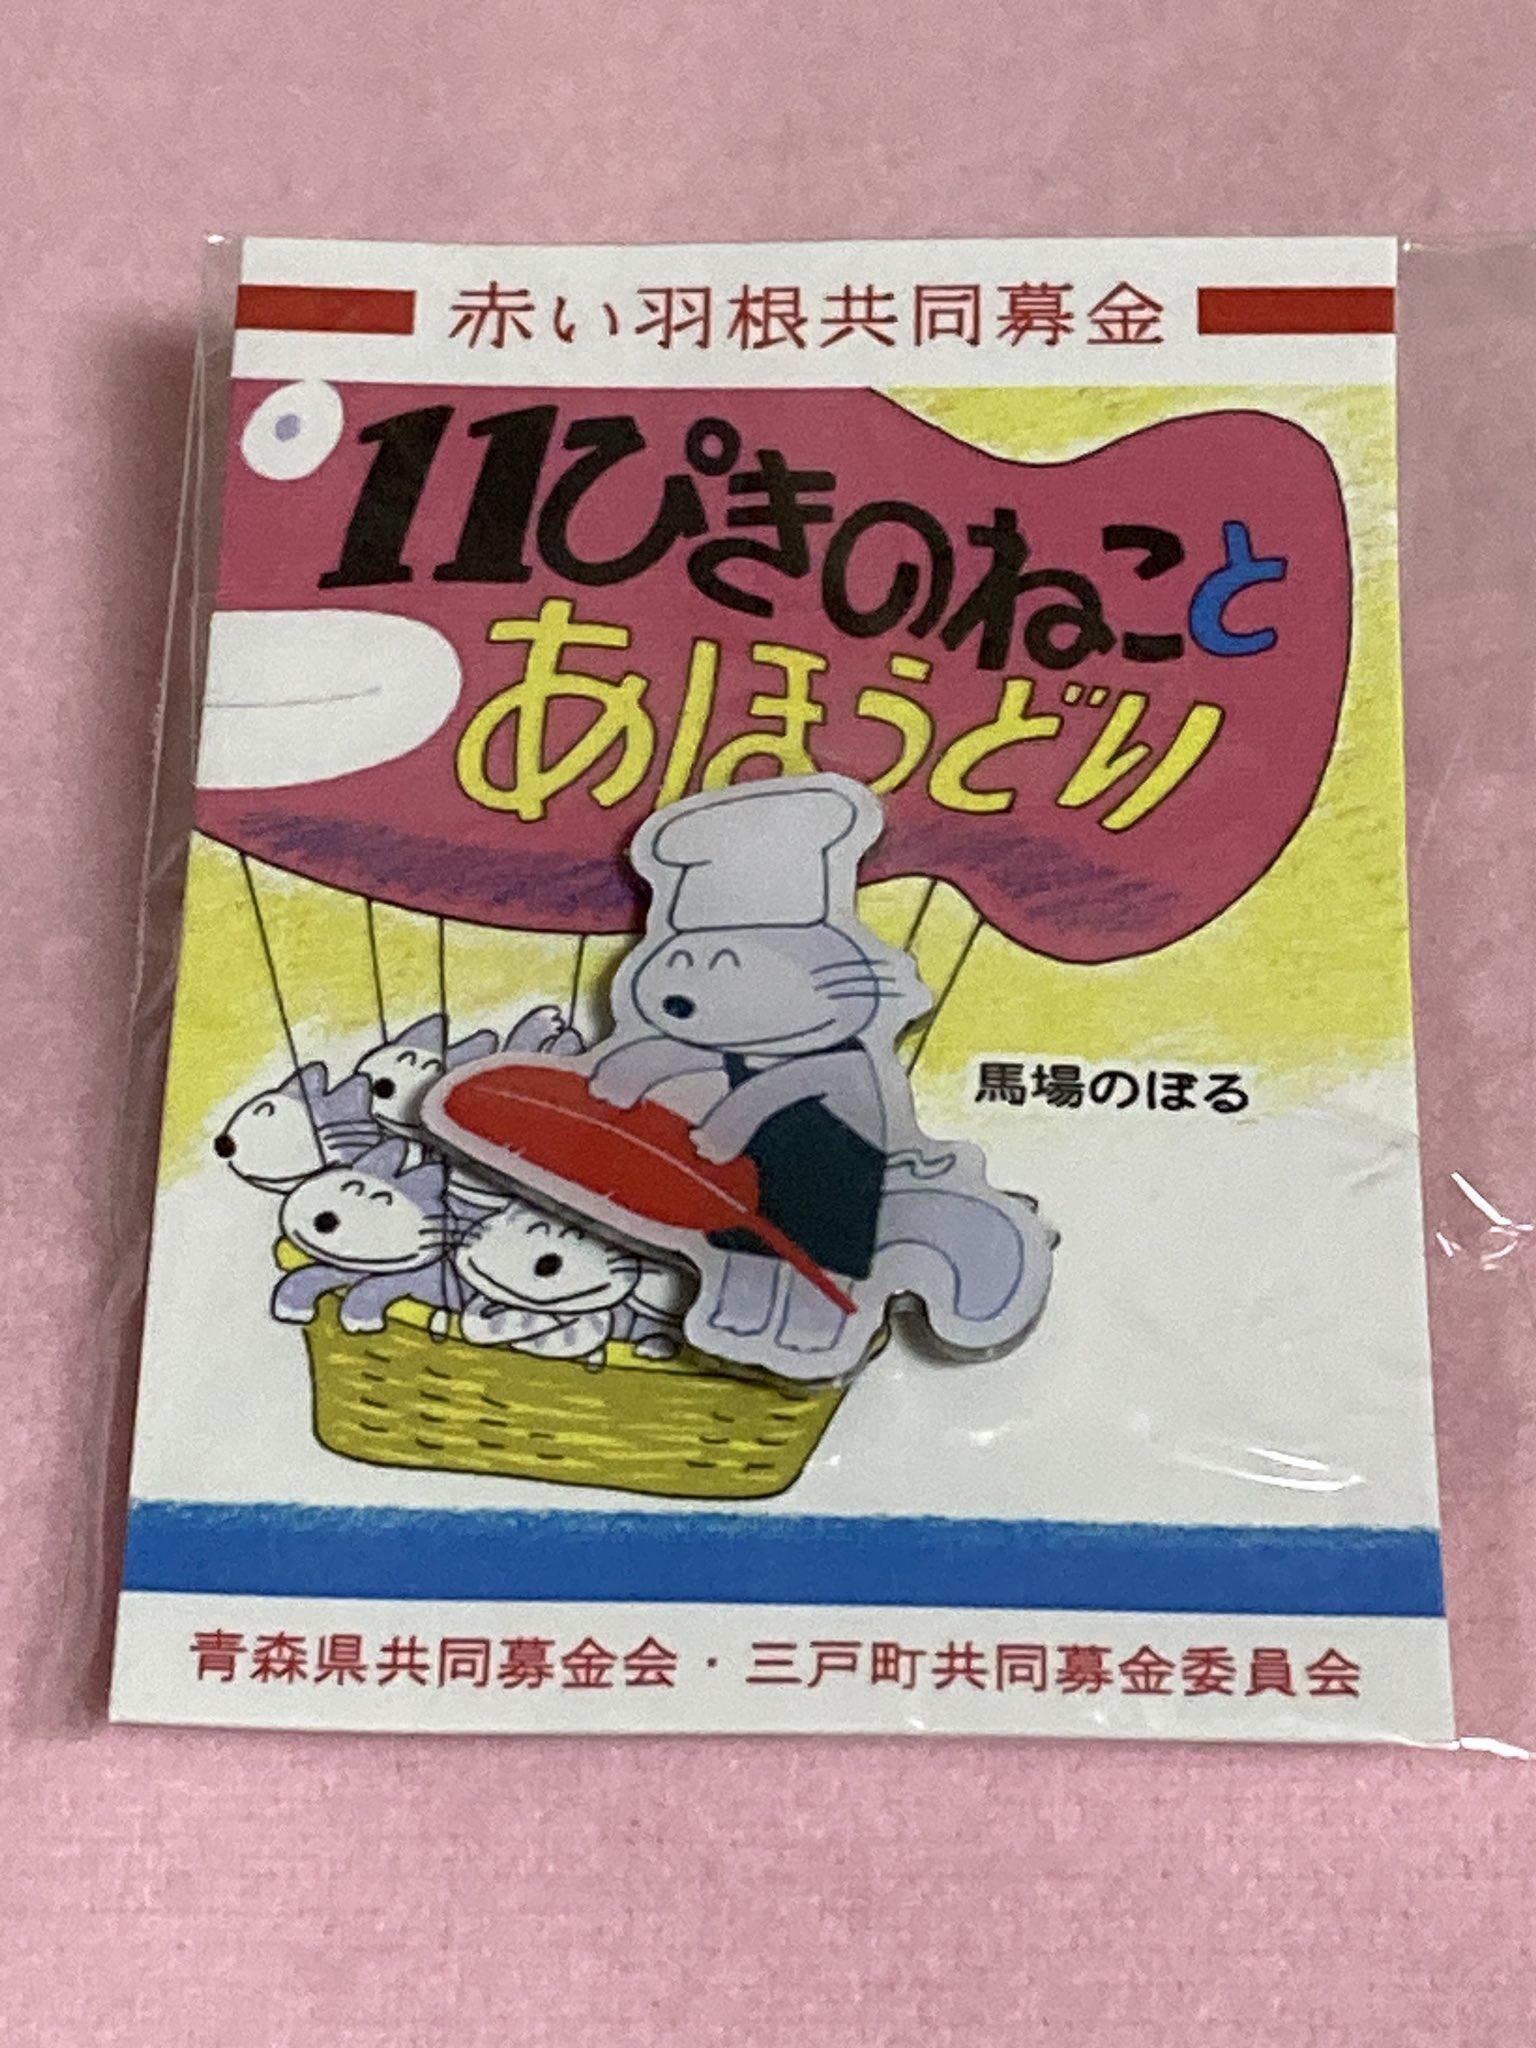 赤い羽根共同募金
11ぴきのねこと
あほうどり
馬場のぼる
青森県共同募金会・三戸町共同募金委員会